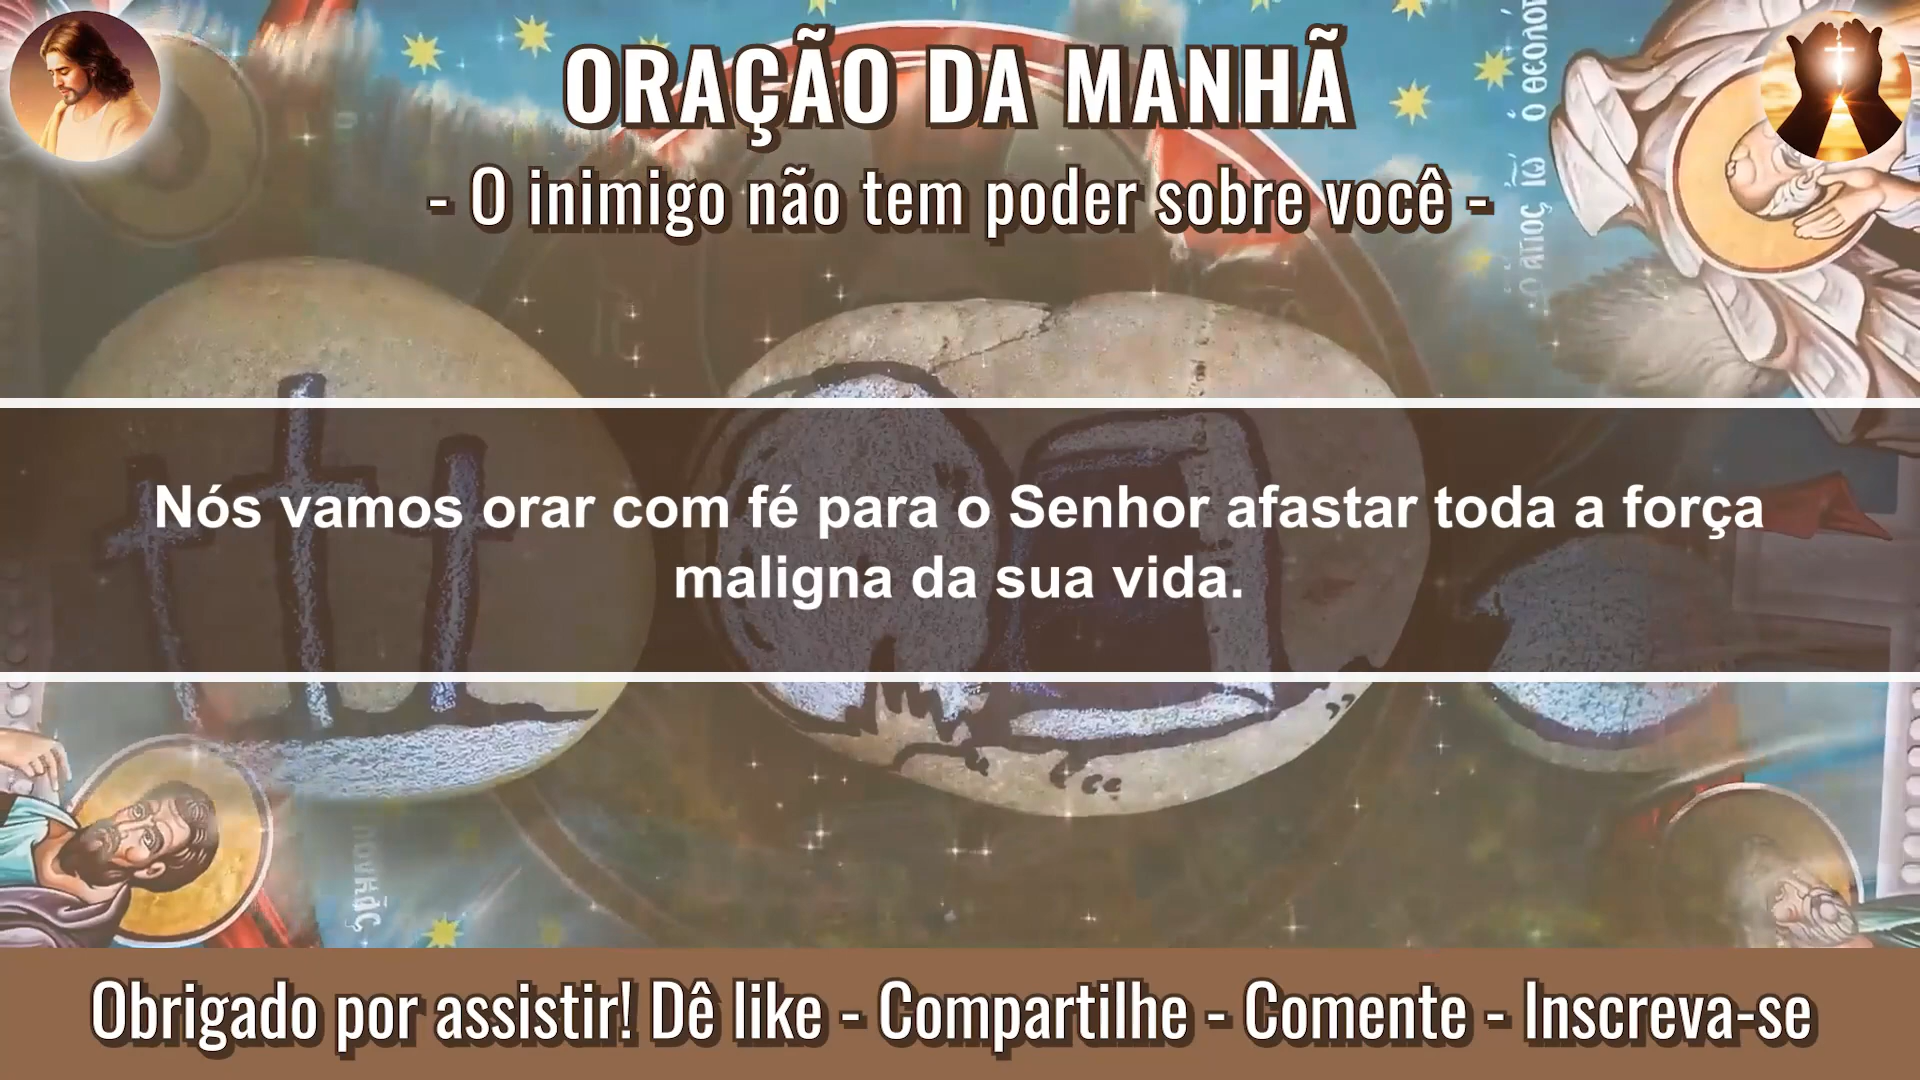 ORAÇÃO DA MANHÃ
- O inimigo não tem poder sobre você -
Nós vamos orar com fé para o Senhor afastar toda a força
maligna da sua vida.
Obrigado por assistir! Dê like - Compartilhe - Comente - Inscreva-se